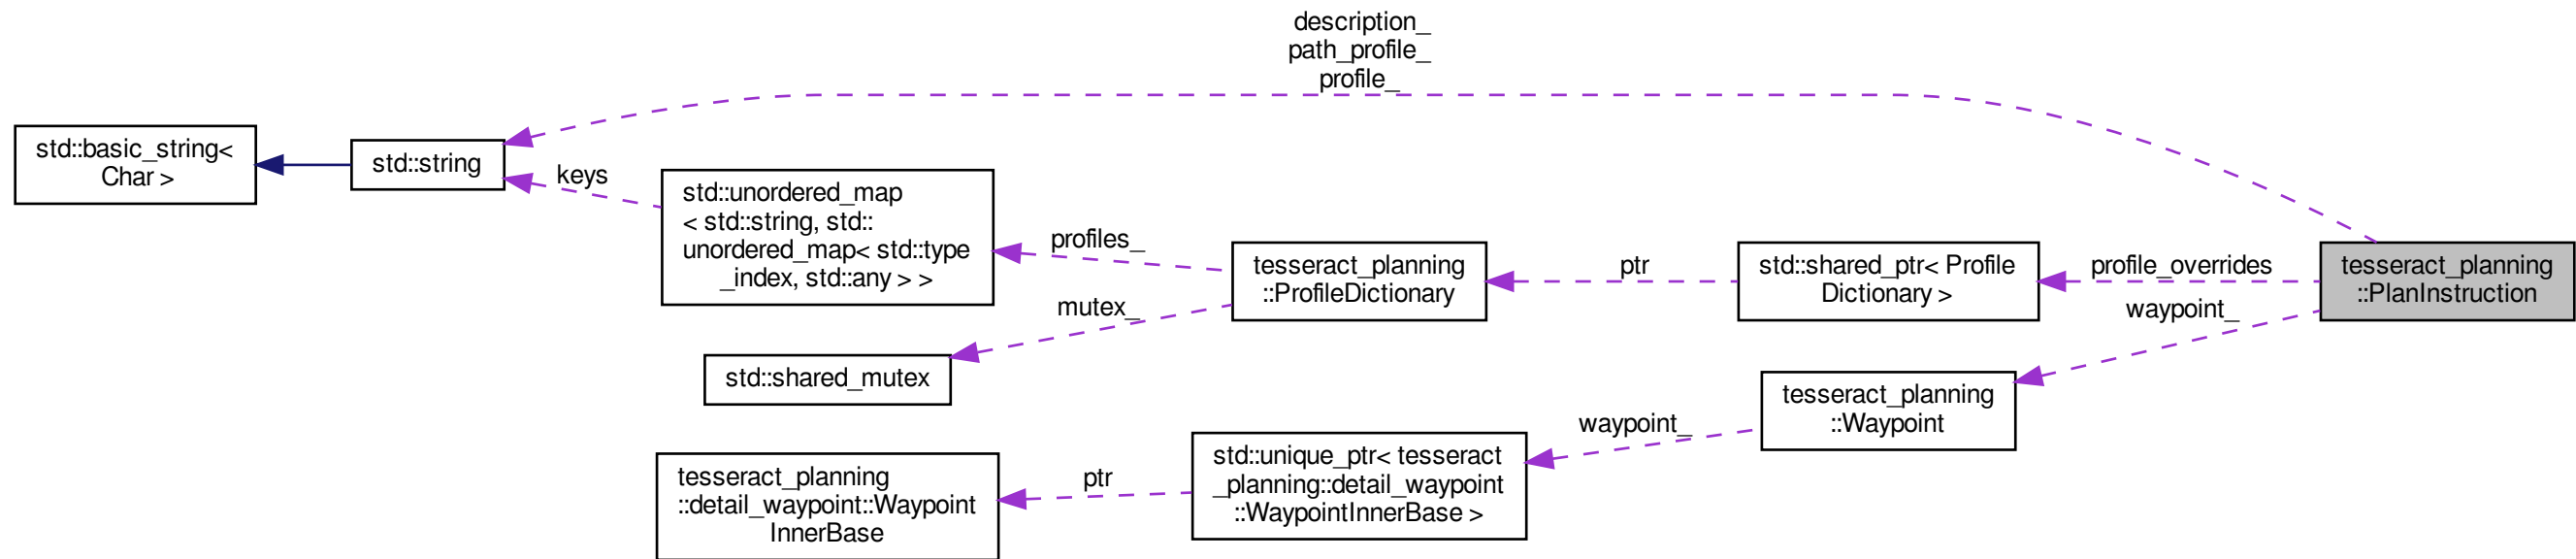 description_
path_profile_
profile_
std::basic_string<
Char >
std::string
keys
std::unordered_map
< std::string, std::
unordered_map< std::type
_index, std::any > >
profiles_
mutex_
tesseract_planning
::ProfileDictionary
ptr
std::shared_ptr< Profile
Dictionary >
profile_overrides
tesseract_planning
::PlanInstruction
waypoint_
std::shared_mutex
tesseract_planning
::Waypoint
waypoint_
std::unique_ptr< tesseract
_planning::detail_waypoint
::WaypointInnerBase >
ptr
tesseract_planning
::detail_waypoint::Waypoint
InnerBase